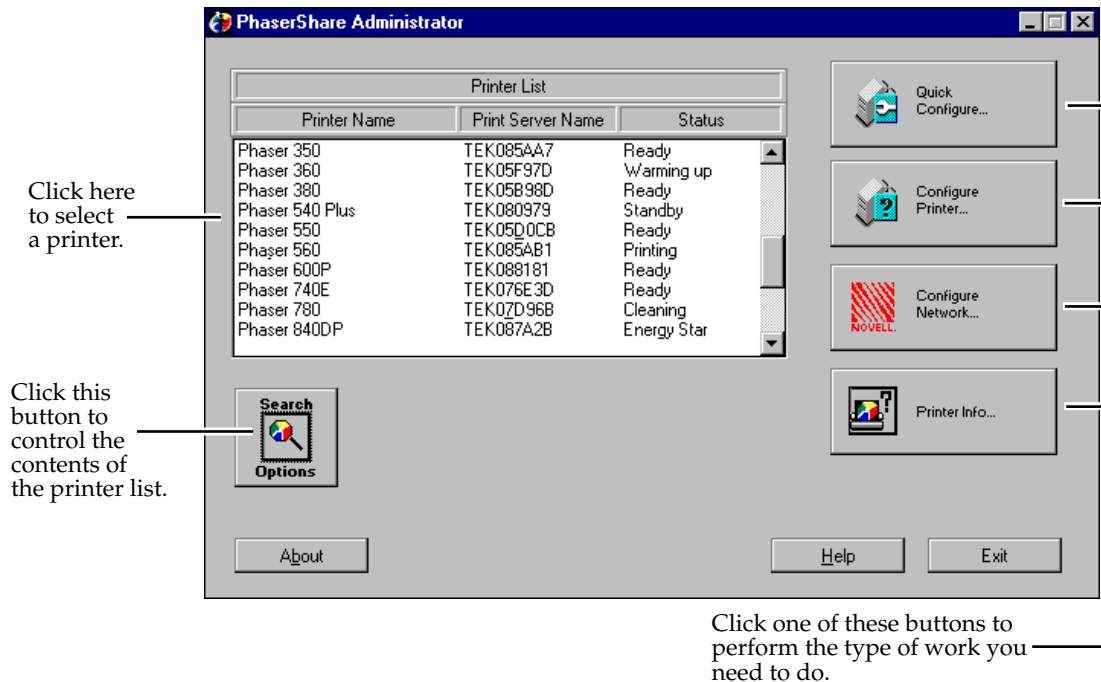 PhaserShare Administrator
Printer List
Printer Name Print Server Name Status
Phaser 350 TEK085AA7 Ready
Phaser 360 TEK05F97D Warming up
Phaser 380 TEK05B98D Ready
Phaser 540 Plus TEK080979 Standby
Phaser 550 TEK05D0CB Ready
Phaser 560 TEK085AB1 Printing
Phaser 600P TEK088181 Ready
Phaser 740E TEK076E3D Ready
Phaser 780 TEK07D96B Cleaning
Phaser 840DP TEK087A2B Energy Star
Quick
Configure...
Configure
Printer...
NOVELL.
Configure
Network...
Printer Info...
Click here
to select
a printer.
Click this
button to
control the
contents of
the printer list.
Search
Options
About
Help
Exit
Click one of these buttons to
perform the type of work you
need to do.